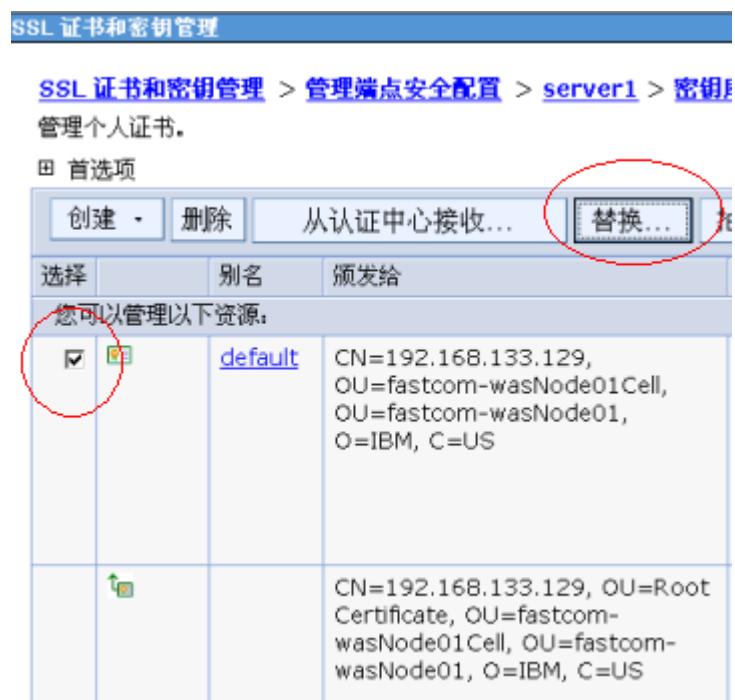 SSL 证书和密钥管理
SSL 证书和密钥管理 > 管理端点安全配置 > server1 >
管理个人证书。
首选项
创建 删除 从认证中心接收... 替换...
选择 别名 颁发给
您可以管理以下资源:
default CN=192.168.133.129,
OU=fastcom-wasNode01Cell,
OU=fastcom-wasNode01,
O=IBM, C=US
CN=192.168.133.129, OU=Root
Certificate, OU=fastcom-
wasNode01Cell, OU=fastcom-
wasNode01, O=IBM, C=US